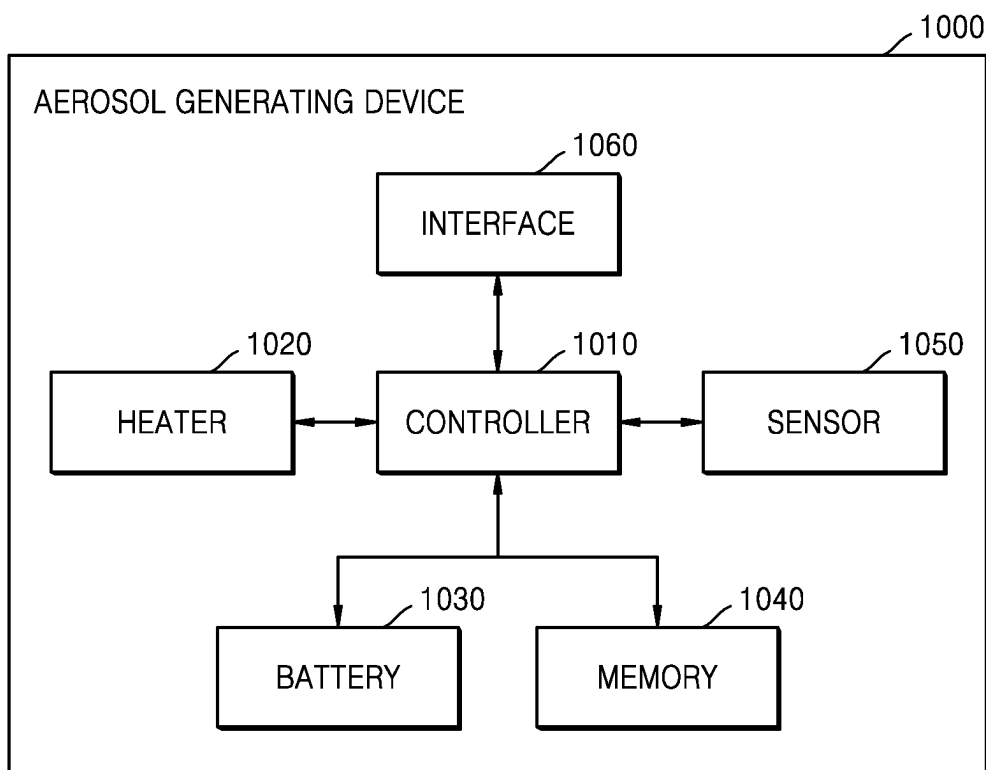 1000
AEROSOL GENERATING DEVICE
1060
INTERFACE
1020
1010
1050
HEATER
CONTROLLER
SENSOR
1030
1040
BATTERY
MEMORY